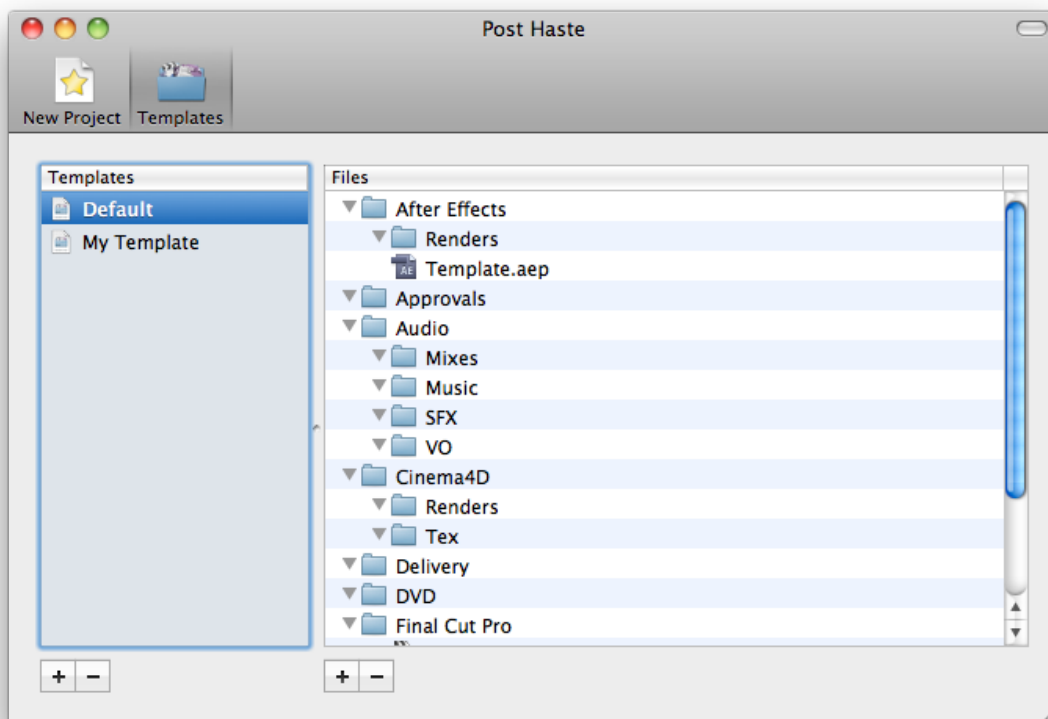 Post Haste
New Project Templates
Templates
Default
My Template
Files
After Effects
Renders
AE
Template.aep
Approvals
Audio
Mixes
Music
SFX
VO
Cinema4D
Renders
Tex
Delivery
DVD
Final Cut Pro
+ −
+ −